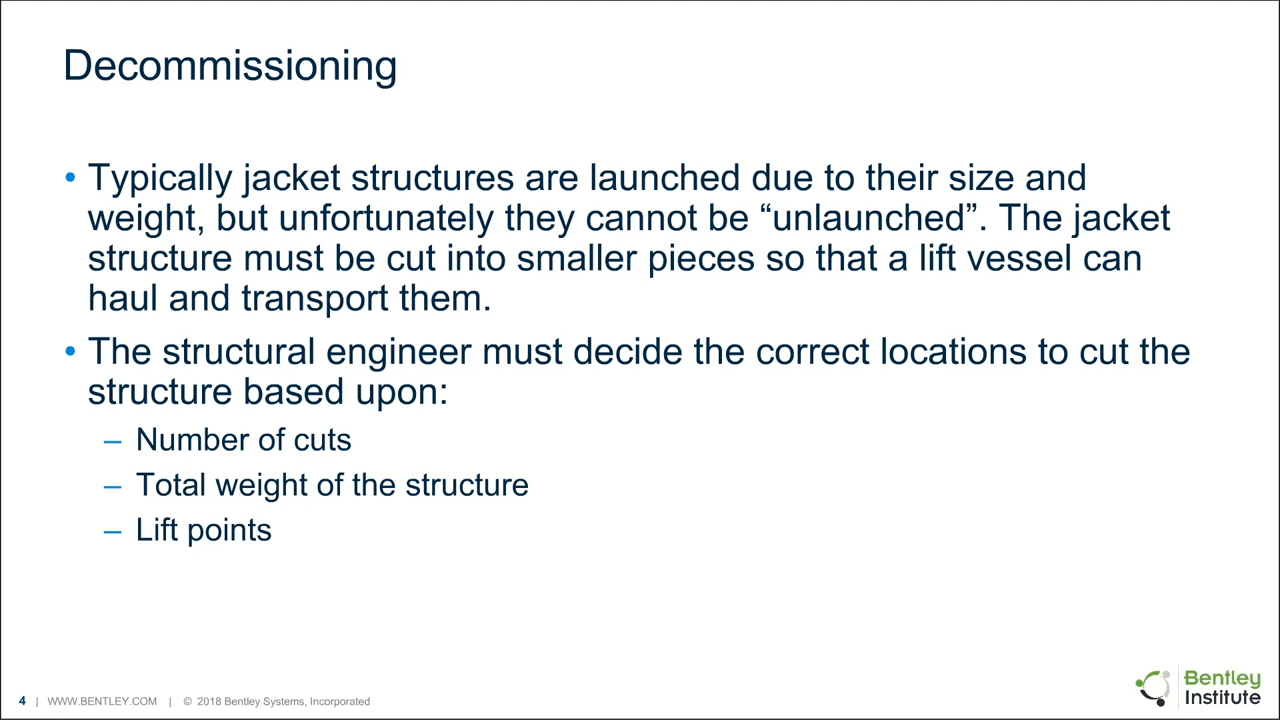 Decommissioning
• Typically jacket structures are launched due to their size and
weight, but unfortunately they cannot be “unlaunched”. The jacket
structure must be cut into smaller pieces so that a lift vessel can
haul and transport them.
• The structural engineer must decide the correct locations to cut the
structure based upon:
– Number of cuts
– Total weight of the structure
– Lift points
4 | WWW.BENTLEY.COM | © 2018 Bentley Systems, Incorporated
Bentley
Institute